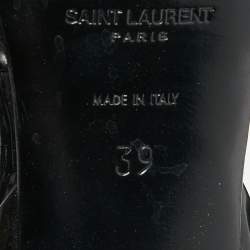 SAINT LAURENT
PARIS
MADE IN ITALY
39